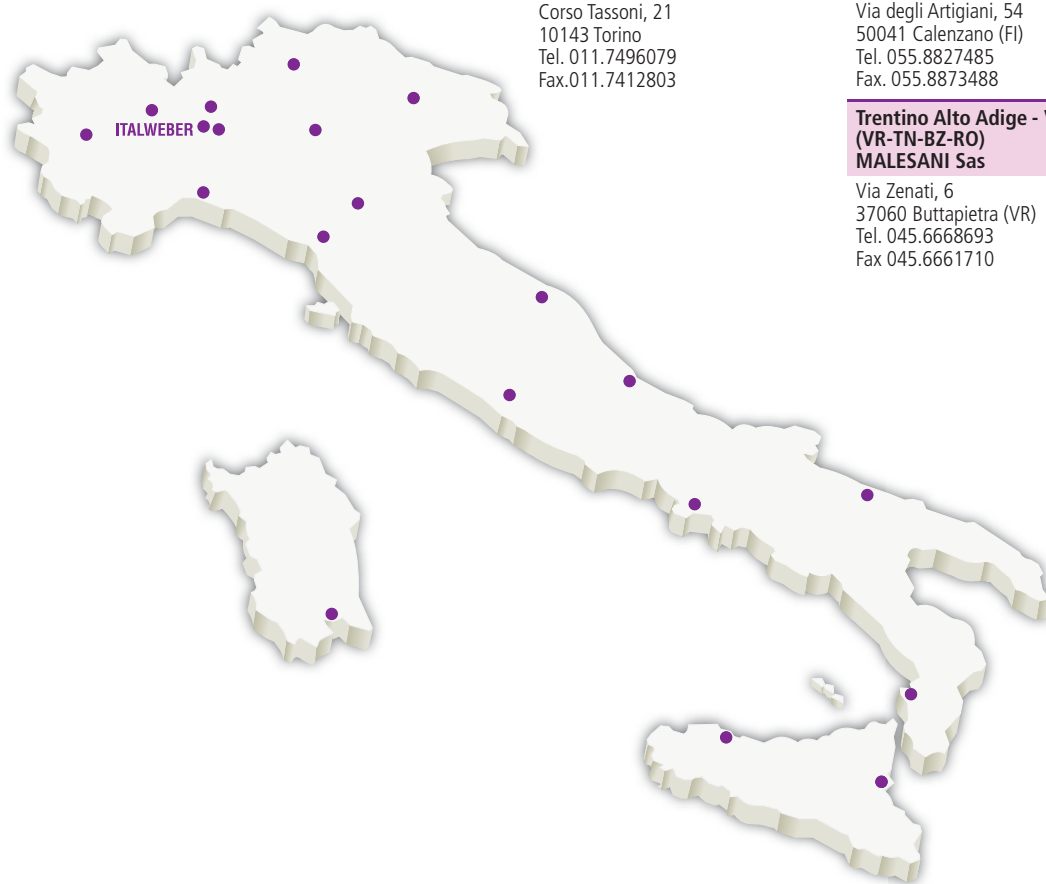 Corso Tassoni, 21
10143 Torino
Tel. 011.7496079
Fax.011.7412803
Via degli Artigiani, 54
50041 Calenzano (FI)
Tel. 055.8827485
Fax. 055.8873488
Trentino Alto Adige -
(VR-TN-BZ-RO)
MALESANI Sas
Via Zenati, 6
37060 Buttapietra (VR)
Tel. 045.6668693
Fax 045.6661710
ITALWEBER